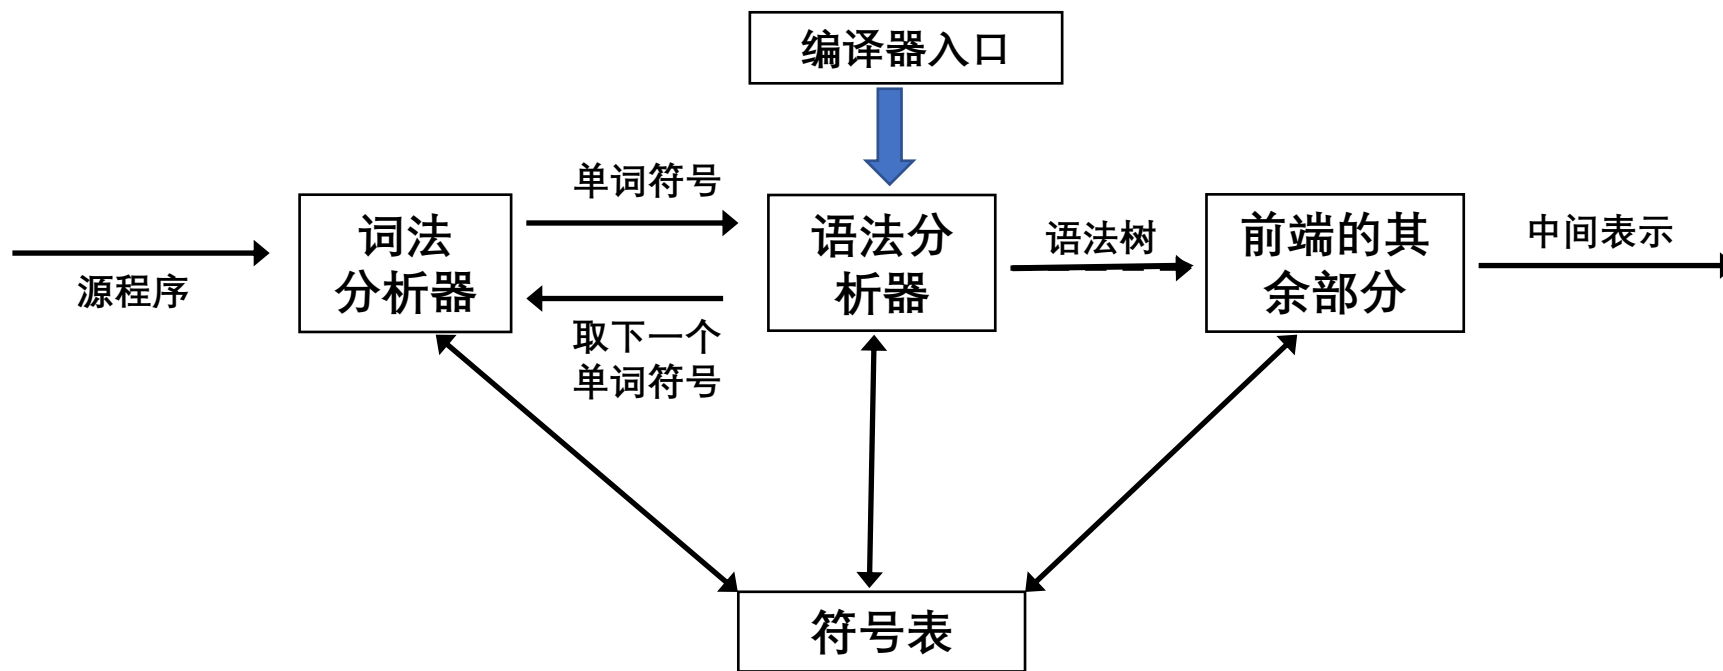 编译器入口
单词符号
词法
分析器
语法分
析器
语法树
前端的其
余部分
中间表示
源程序
取下一个
单词符号
符号表